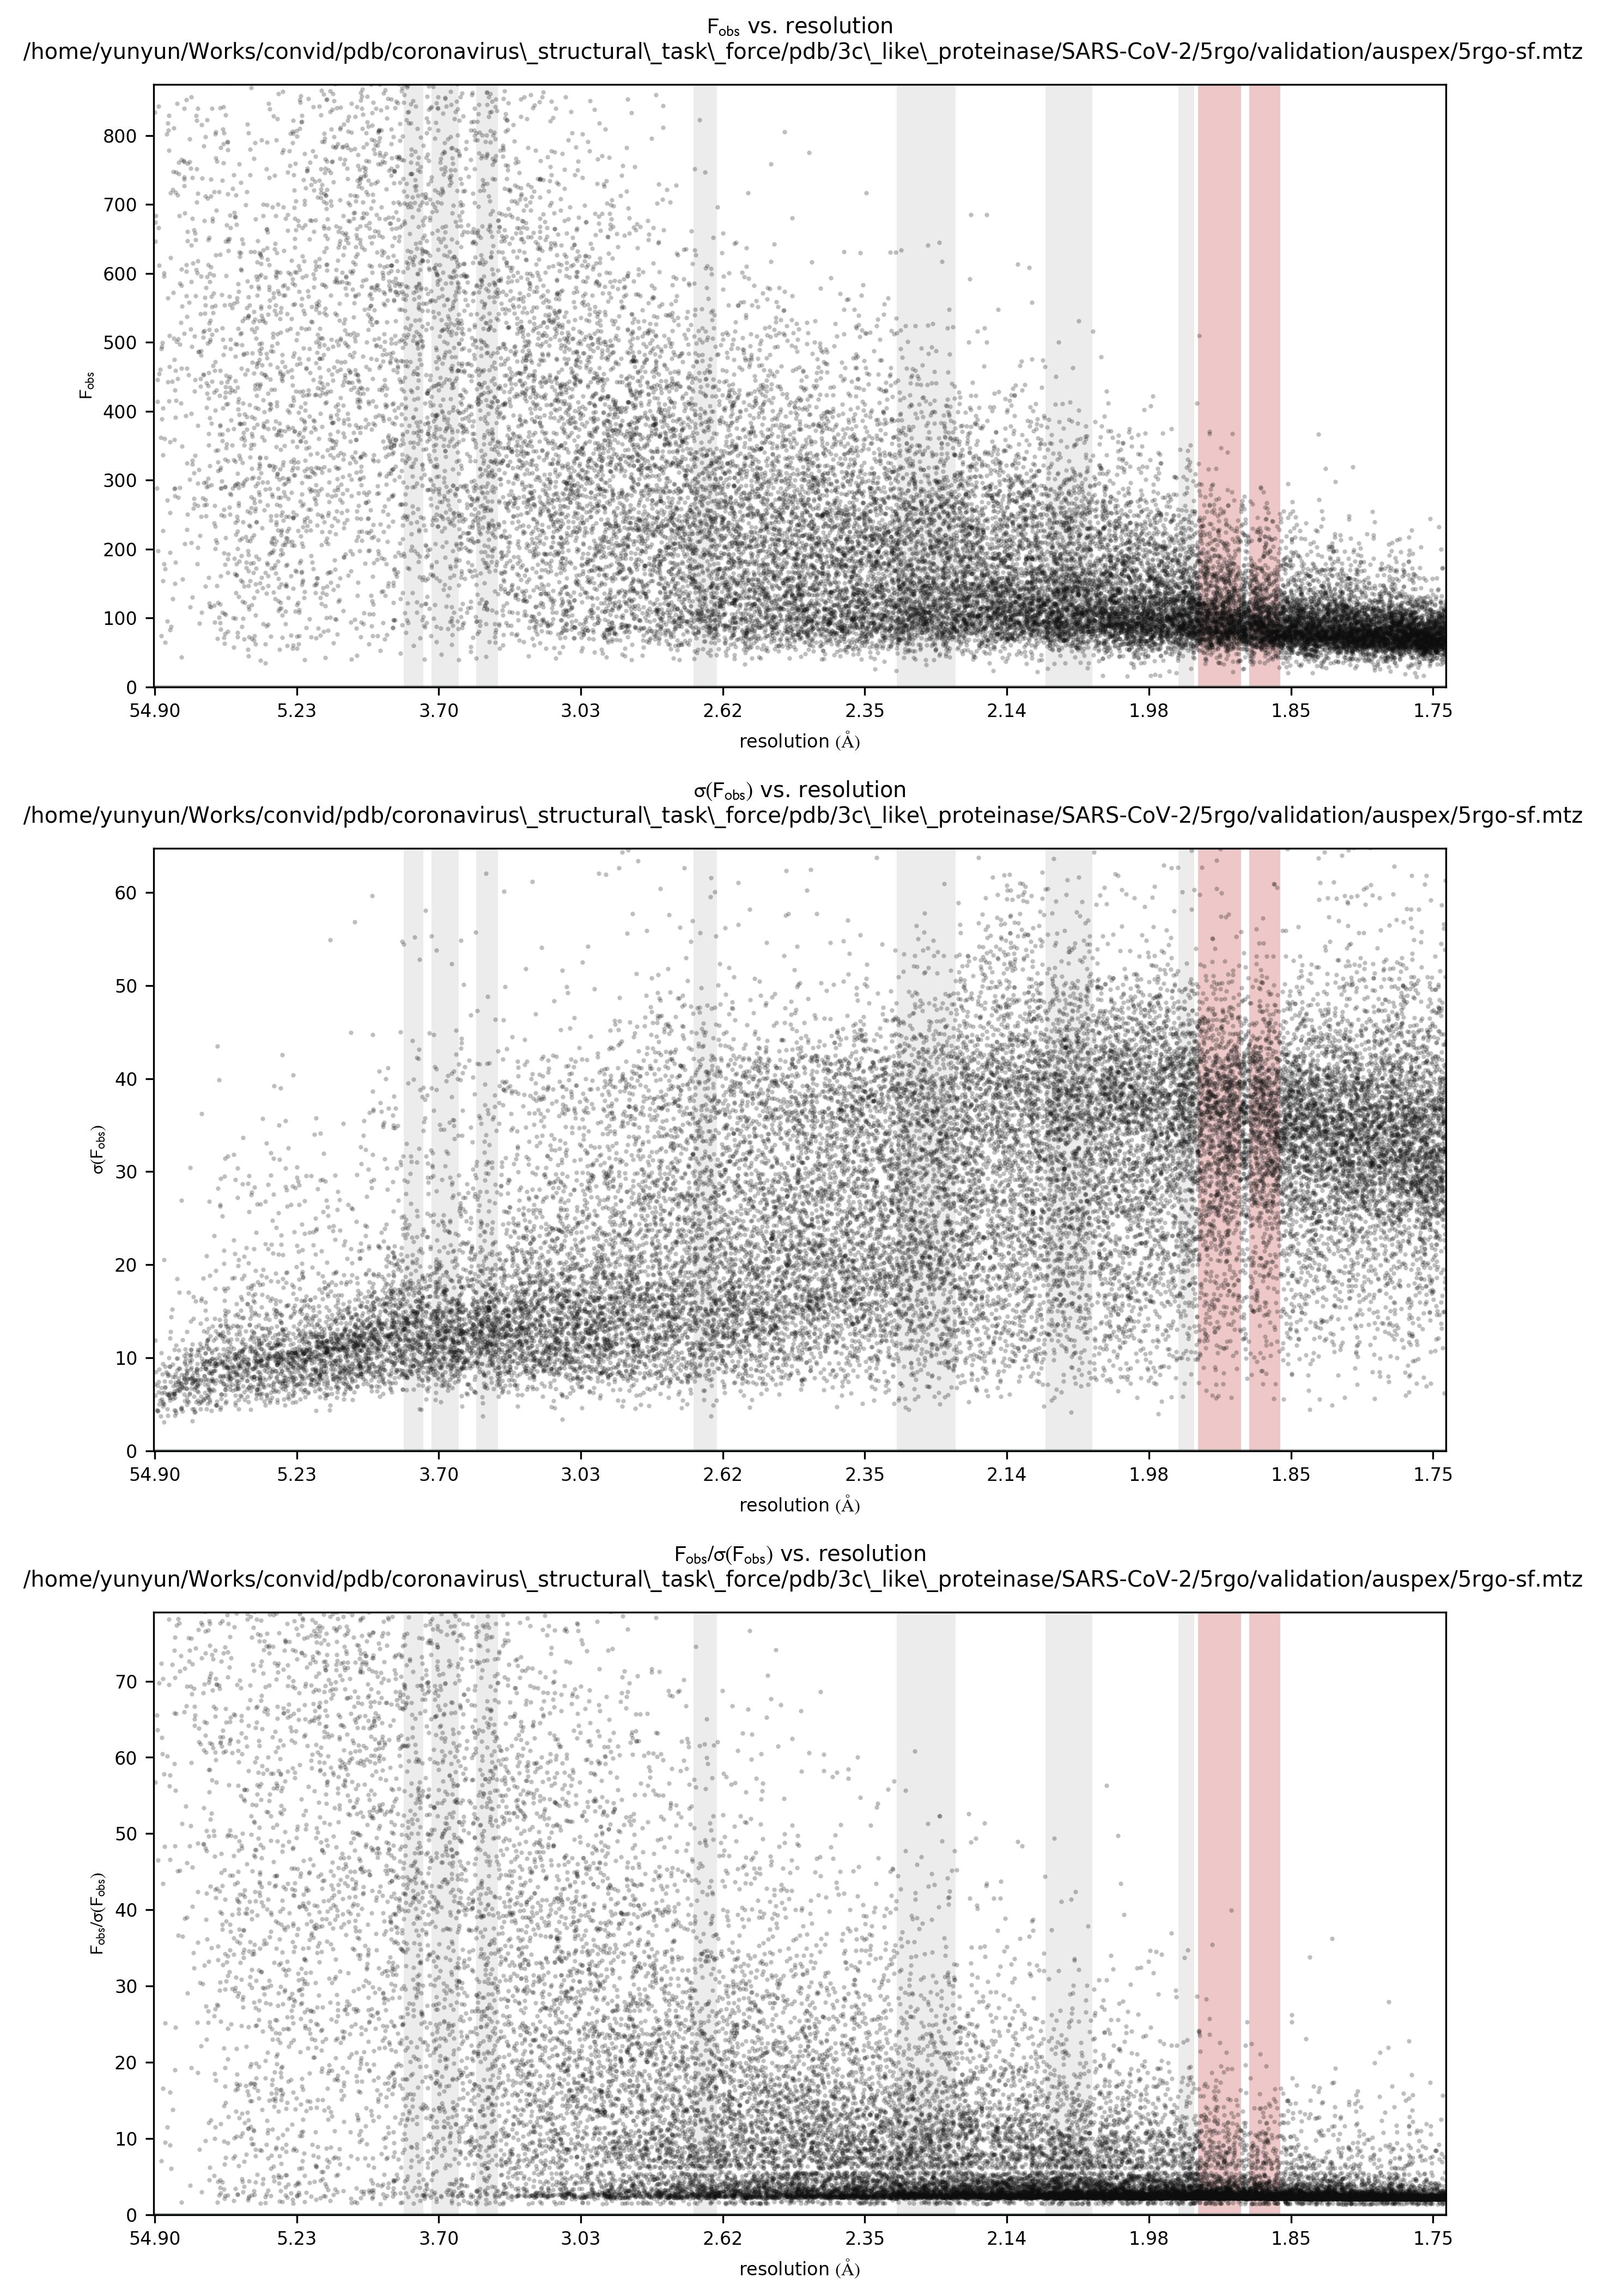 Fobs vs. resolution
/home/yunyun/Works/convid/pdb/coronavirus\_structural\_task\_force/pdb/3c\_like\_proteinase/SARS-CoV-2/5rgo/validation/auspex/5rgo-sf.mtz
800
700
600
500
400
300
200
100
0
Fobs
54.90 5.23 3.70 3.03 2.62 2.35 2.14 1.98 1.85 1.75
resolution (Å)
σ(Fobs) vs. resolution
/home/yunyun/Works/convid/pdb/coronavirus\_structural\_task\_force/pdb/3c\_like\_proteinase/SARS-CoV-2/5rgo/validation/auspex/5rgo-sf.mtz
60
50
40
30
20
10
0
σ(Fobs)
54.90 5.23 3.70 3.03 2.62 2.35 2.14 1.98 1.85 1.75
resolution (Å)
Fobs/σ(Fobs) vs. resolution
/home/yunyun/Works/convid/pdb/coronavirus\_structural\_task\_force/pdb/3c\_like\_proteinase/SARS-CoV-2/5rgo/validation/auspex/5rgo-sf.mtz
70
60
50
40
30
20
10
0
Fobs/σ(Fobs)
54.90 5.23 3.70 3.03 2.62 2.35 2.14 1.98 1.85 1.75
resolution (Å)